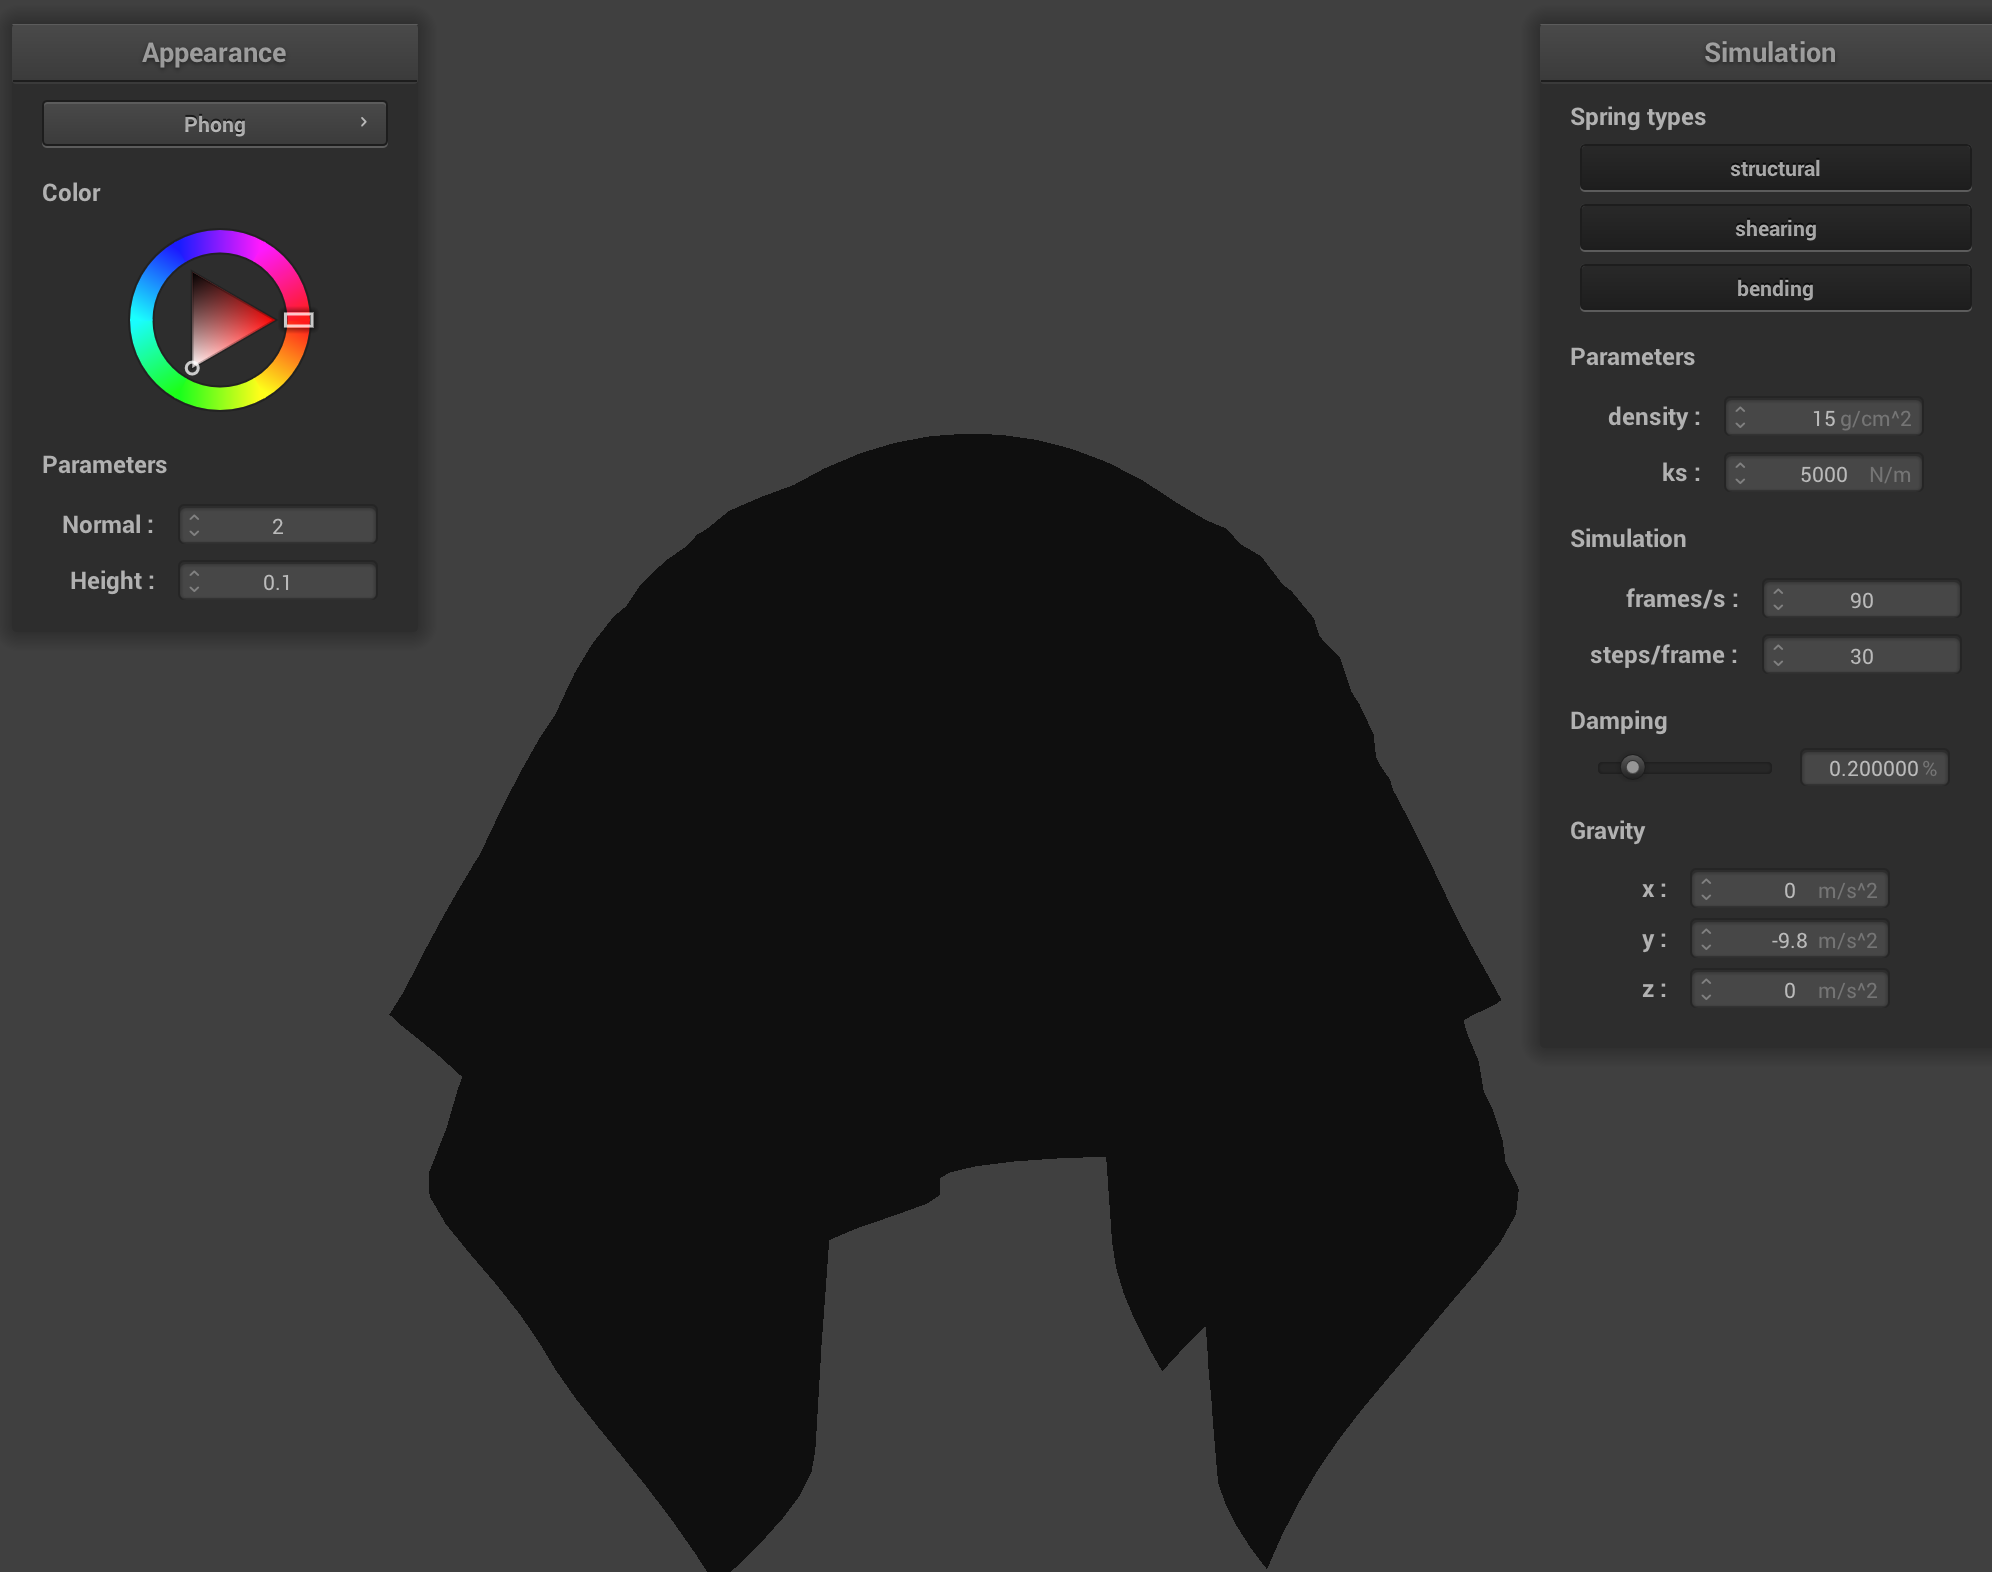 Appearance
Phong
Color
Parameters
Normal : 2
Height : 0.1
Simulation
Spring types
structural
shearing
bending
Parameters
density : 15 g/cm^2
ks : 5000 N/m
Simulation
frames/s : 90
steps/frame : 30
Damping
0.200000 %
Gravity
x : 0 m/s^2
y : -9.8 m/s^2
z : 0 m/s^2